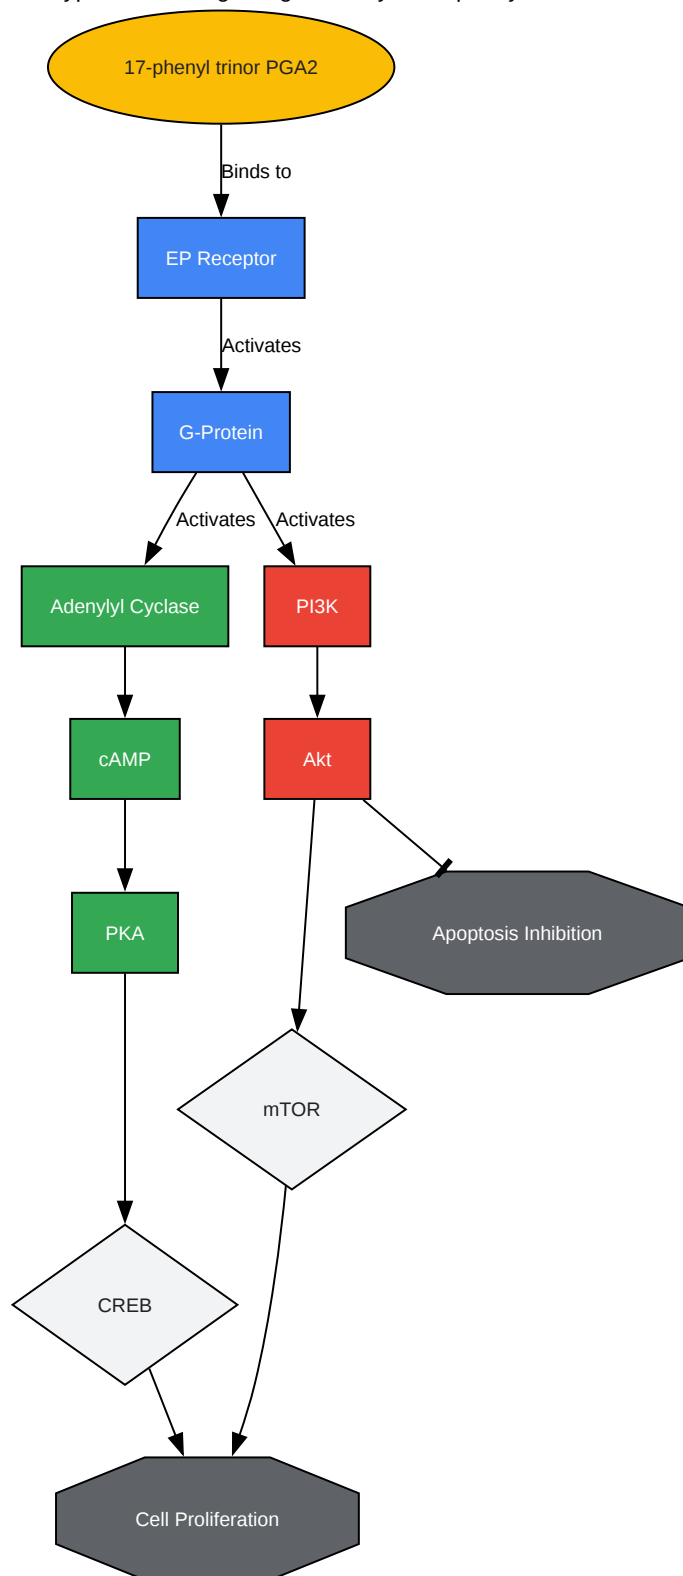 17-phenyl trinor PGA2
Binds to
EP Receptor
Activates
G-Protein
Activates
Activates
Adenylyl Cyclase
PI3K
cAMP
Akt
PKA
Apoptosis Inhibition
mTOR
CREB
Cell Proliferation